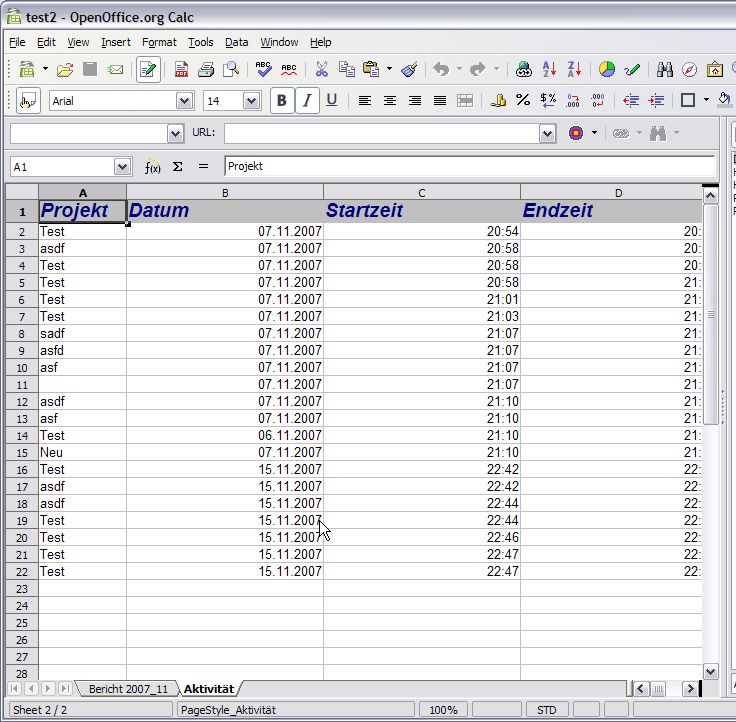 test2 - OpenOffice.org Calc
File Edit View Insert Format Tools Data Window Help
ABC ABC
Arial 14 B I U
URL:
A1 f(x) Σ = Projekt
A B C D
1 Projekt Datum Startzeit Endzeit
2 Test 07.11.2007 20:54 20:
3 asdf 07.11.2007 20:58 20:
4 Test 07.11.2007 20:58 20:
5 Test 07.11.2007 20:58 20:
6 Test 07.11.2007 21:01 21:
7 Test 07.11.2007 21:03 21:
8 sadf 07.11.2007 21:07 21:
9 asfd 07.11.2007 21:07 21:
10 asf 07.11.2007 21:07 21:
11 07.11.2007 21:07 21:
12 asdf 07.11.2007 21:10 21:
13 asf 07.11.2007 21:10 21:
14 Test 06.11.2007 21:10 21:
15 Neu 07.11.2007 21:10 21:
16 Test 15.11.2007 22:42 22:
17 asdf 15.11.2007 22:42 22:
18 asdf 15.11.2007 22:44 22:
19 Test 15.11.2007 22:44 22:
20 Test 15.11.2007 22:46 22:
21 Test 15.11.2007 22:47 22:
22 Test 15.11.2007 22:47 22:
23
24
25
26
27
28
Bericht 2007_11 Aktivität
Sheet 2 / 2 PageStyle_Aktivität 100% STD